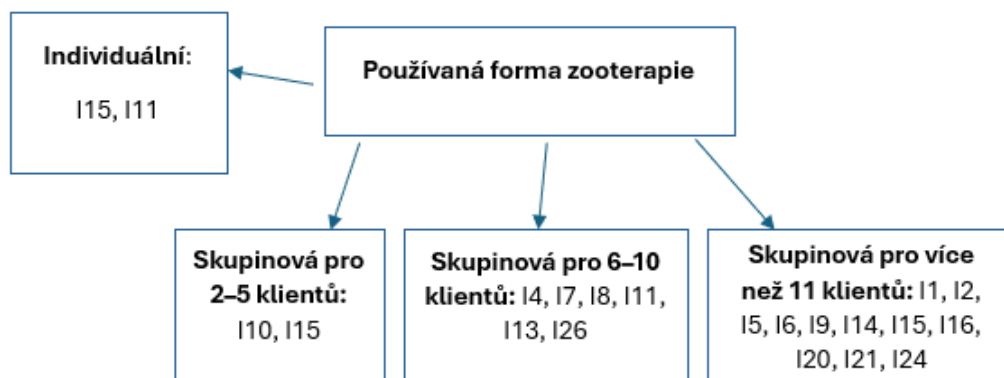 Individuální:
I15, I11
Používaná forma zooterapie
Skupinová pro
2–5 klientů:
I10, I15
Skupinová pro 6–10
klientů: I4, I7, I8, I11,
I13, I26
Skupinová pro více
než 11 klientů: I1, I2,
I5, I6, I9, I14, I15, I16,
I20, I21, I24